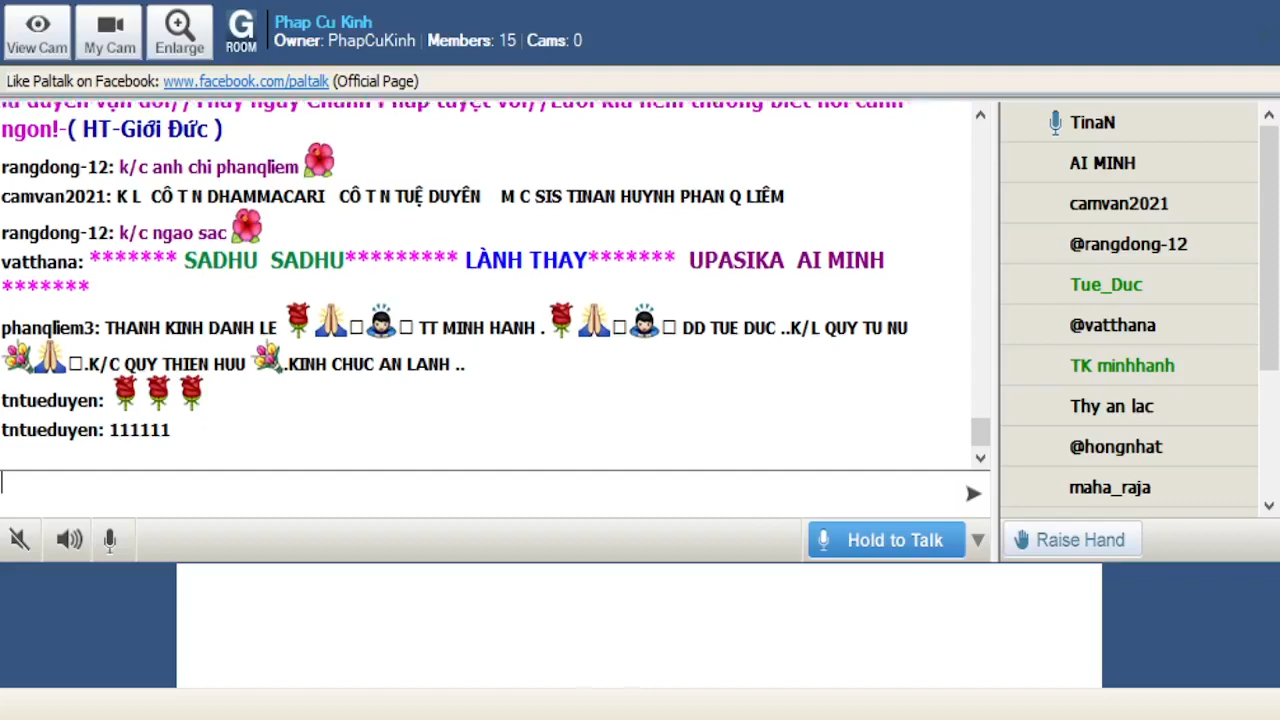 View Cam
My Cam
Enlarge
G
ROOM
Phap Cu Kinh
Owner: PhapCuKinh | Members: 15 | Cams: 0
Like Paltalk on Facebook: www.facebook.com/paltalk (Official Page)
ngon!-( HT-Giới Đức )
rangdong-12: k/c anh chi phanqliem
camvan2021: K L CÔ T N DHAMMACARI CÔ T N TUỆ DUYÊN M C SIS TINAN HUYNH PHAN Q LIÊM
rangdong-12: k/c ngao sac
vatthana: ******* SADHU SADHU********* LÀNH THAY******* UPASIKA AI MINH
*******
phanqliem3: THANH KINH DANH LE TT MINH HANH . DD TUE DUC ..K/L QUY TU NU
.K/C QUY THIEN HUU .KINH CHUC AN LANH ..
tntueduyen:
tntueduyen: 111111
Hold to Talk
TinaN
AI MINH
camvan2021
@rangdong-12
Tue_Duc
@vatthana
TK minhhanh
Thy an lac
@hongnhat
maha_raja
Raise Hand